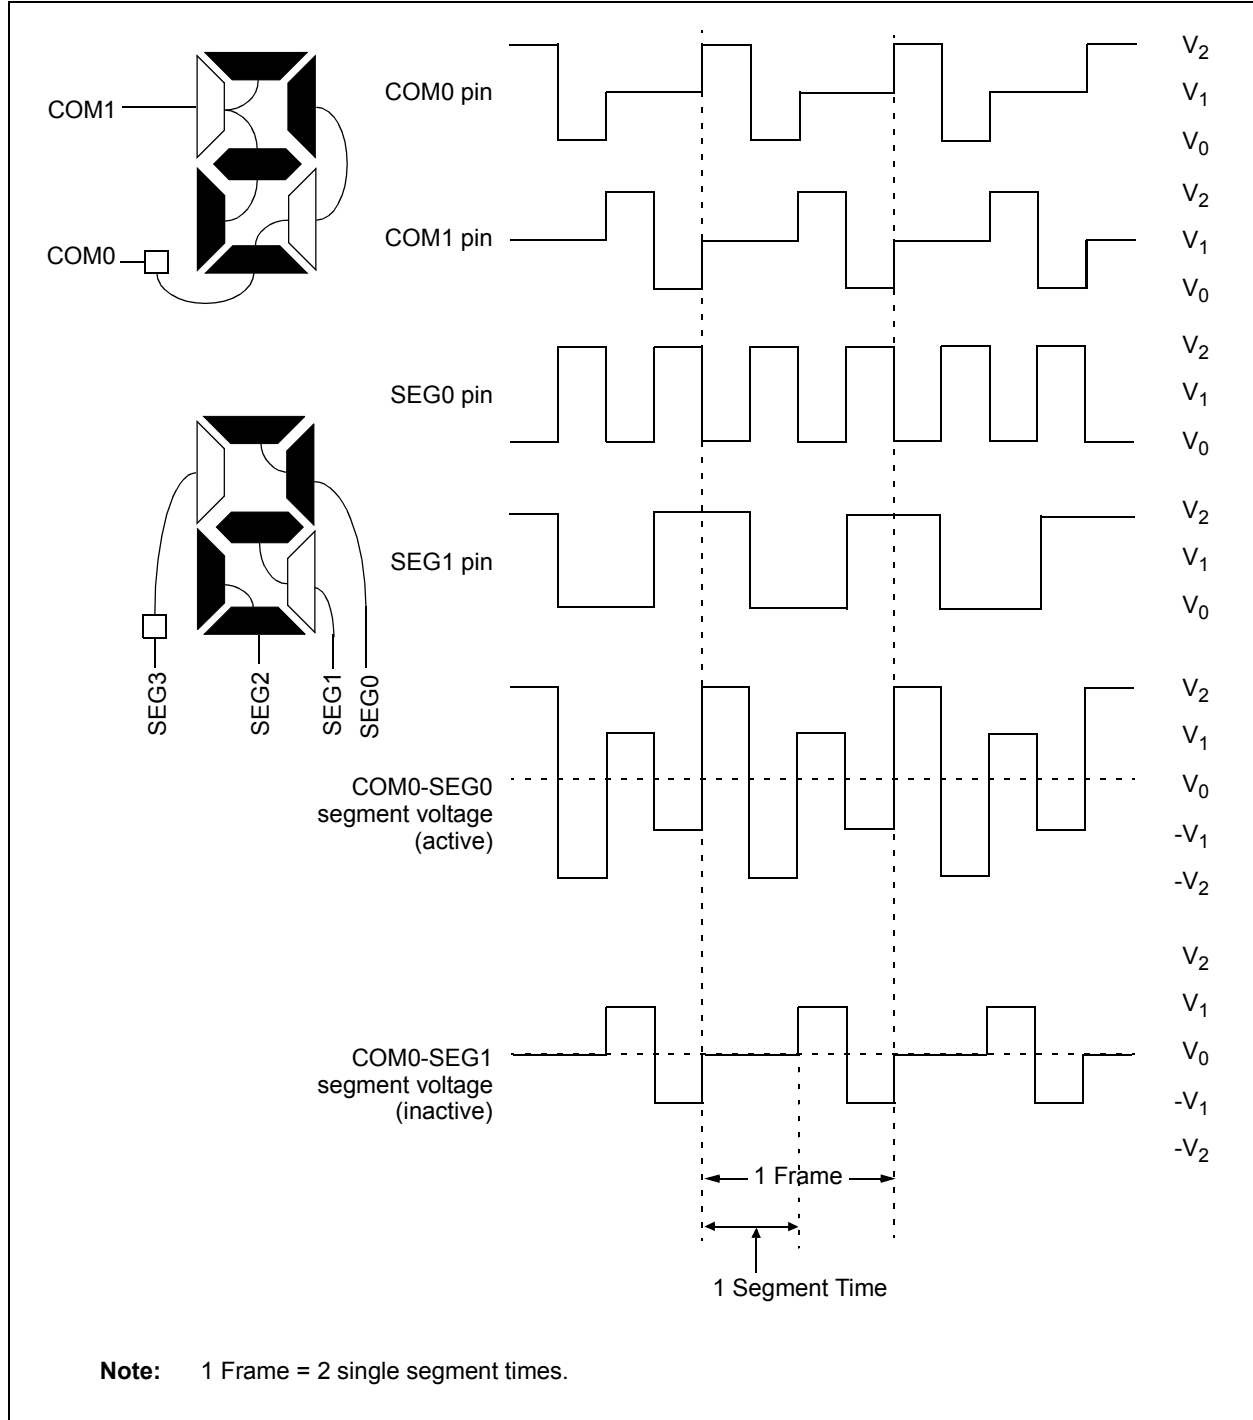 COM1
COM0
SEG3
SEG2
SEG1
SEG0
COM0 pin
V2
V1
V0
COM1 pin
V2
V1
V0
SEG0 pin
V2
V1
V0
SEG1 pin
V2
V1
V0
COM0-SEG0
segment voltage
(active)
V2
V1
V0
-V1
-V2
COM0-SEG1
segment voltage
(inactive)
V2
V1
V0
-V1
-V2
1 Frame
1 Segment Time
Note: 1 Frame = 2 single segment times.